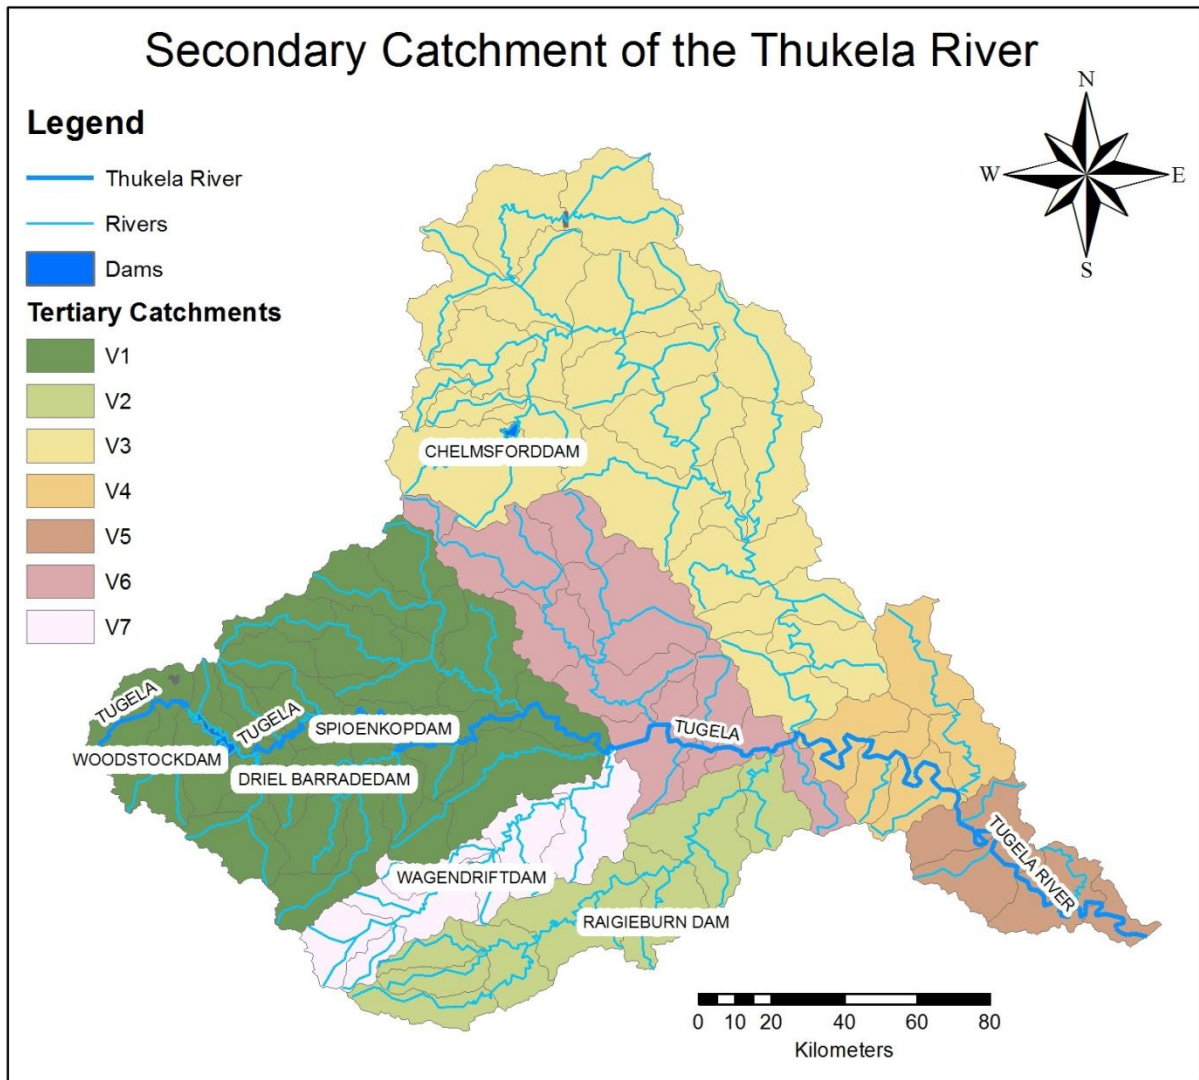 Secondary Catchment of the Thukela River
Legend
Thukela River
Rivers
Dams
Tertiary Catchments
V1
V2
V3
V4
V5
V6
V7
N
W
E
S
CHELMSFORDDAM
TUGELA
TUGELA
SPIOENKOPDAM
TUGELA
WOODSTOCKDAM
DRIEL BARRADEDAM
TUGELA RIVER
WAGENDRIFTDAM
RAIGIEBURN DAM
0 10 20 40 60 80
Kilometers